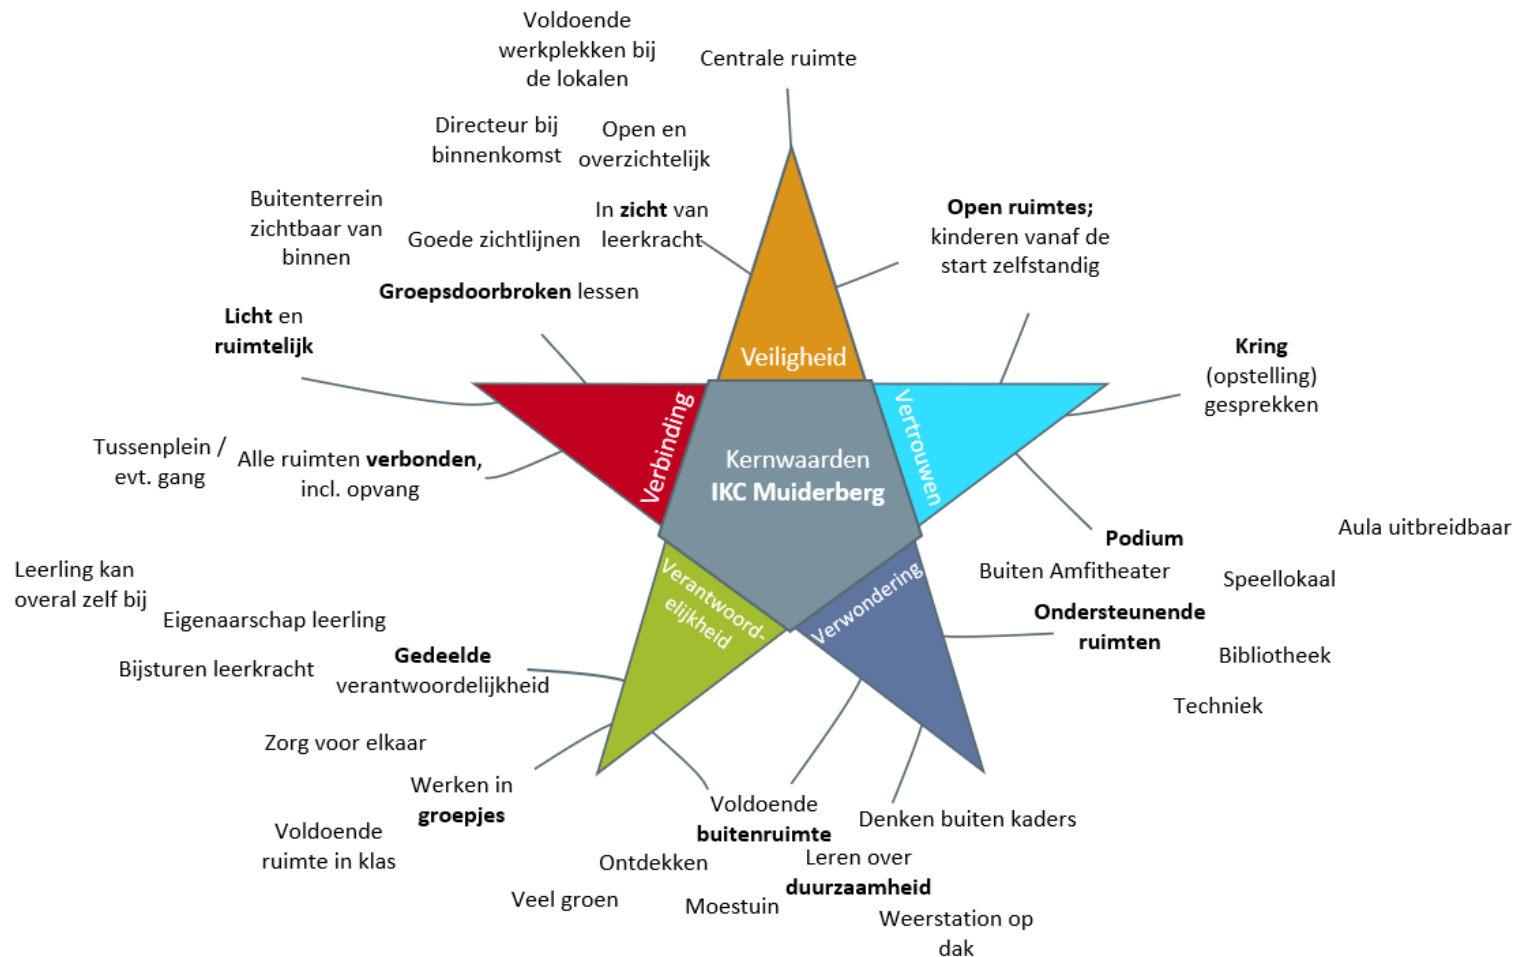 Voldoende
werkplekken bij
de lokalen
Centrale ruimte
Directeur bij
binnenkomst
Open en
overzichtelijk
Buitenterrein
zichtbaar van
binnen
Goede zichtlijnen
In zicht van
leerkracht
Open ruimtes;
kinderen vanaf de
start zelfstandig
Groepsdoorbroken lessen
Licht en
ruimtelijk
Veiligheid
Kring
(opstelling)
gesprekken
Verbinding
Vertrouwen
Kernwaarden
IKC Muiderberg
Tussenplein /
evt. gang
Alle ruimten verbonden,
incl. opvang
Podium
Aula uitbreidbaar
Buiten Amfitheater
Speellokaal
Ondersteunende
ruimten
Bibliotheek
Techniek
Verantwoord-
elijkheid
Verwondering
Leerling kan
overal zelf bij
Eigenaarschap leerling
Bijsturen leerkracht
Gedeelde
verantwoordelijkheid
Zorg voor elkaar
Werken in
groepjes
Voldoende
ruimte in klas
Voldoende
buitenruimte
Denken buiten kaders
Ontdekken
Leren over
duurzaamheid
Veel groen
Moestuin
Weerstation op
dak